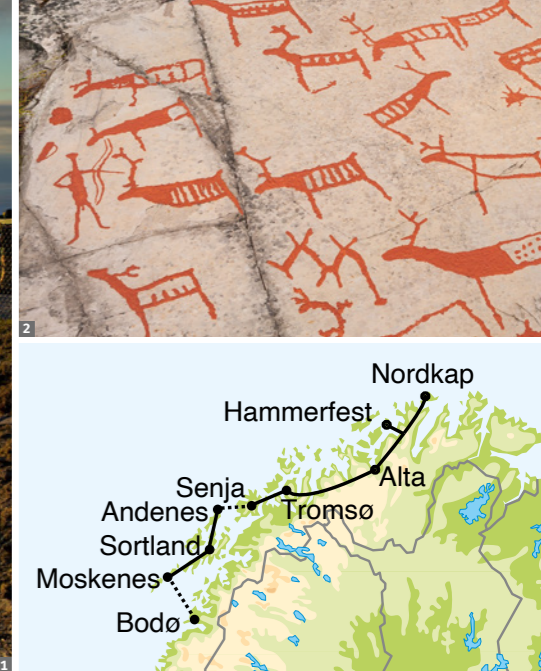 2
Nordkap
Hammerfest
Alta
Senja
Tromsø
Andenes
Sortland
Moskenes
Bodø
1